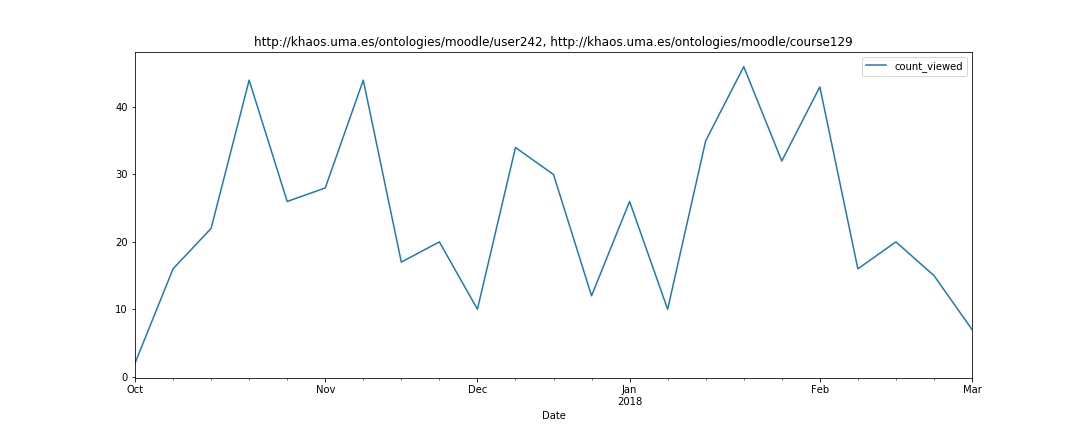 http://khaos.uma.es/ontologies/moodle/user242, http://khaos.uma.es/ontologies/moodle/course129
count_viewed
40
30
20
10
0
Oct
Nov
Dec
Jan
2018
Feb
Mar
Date